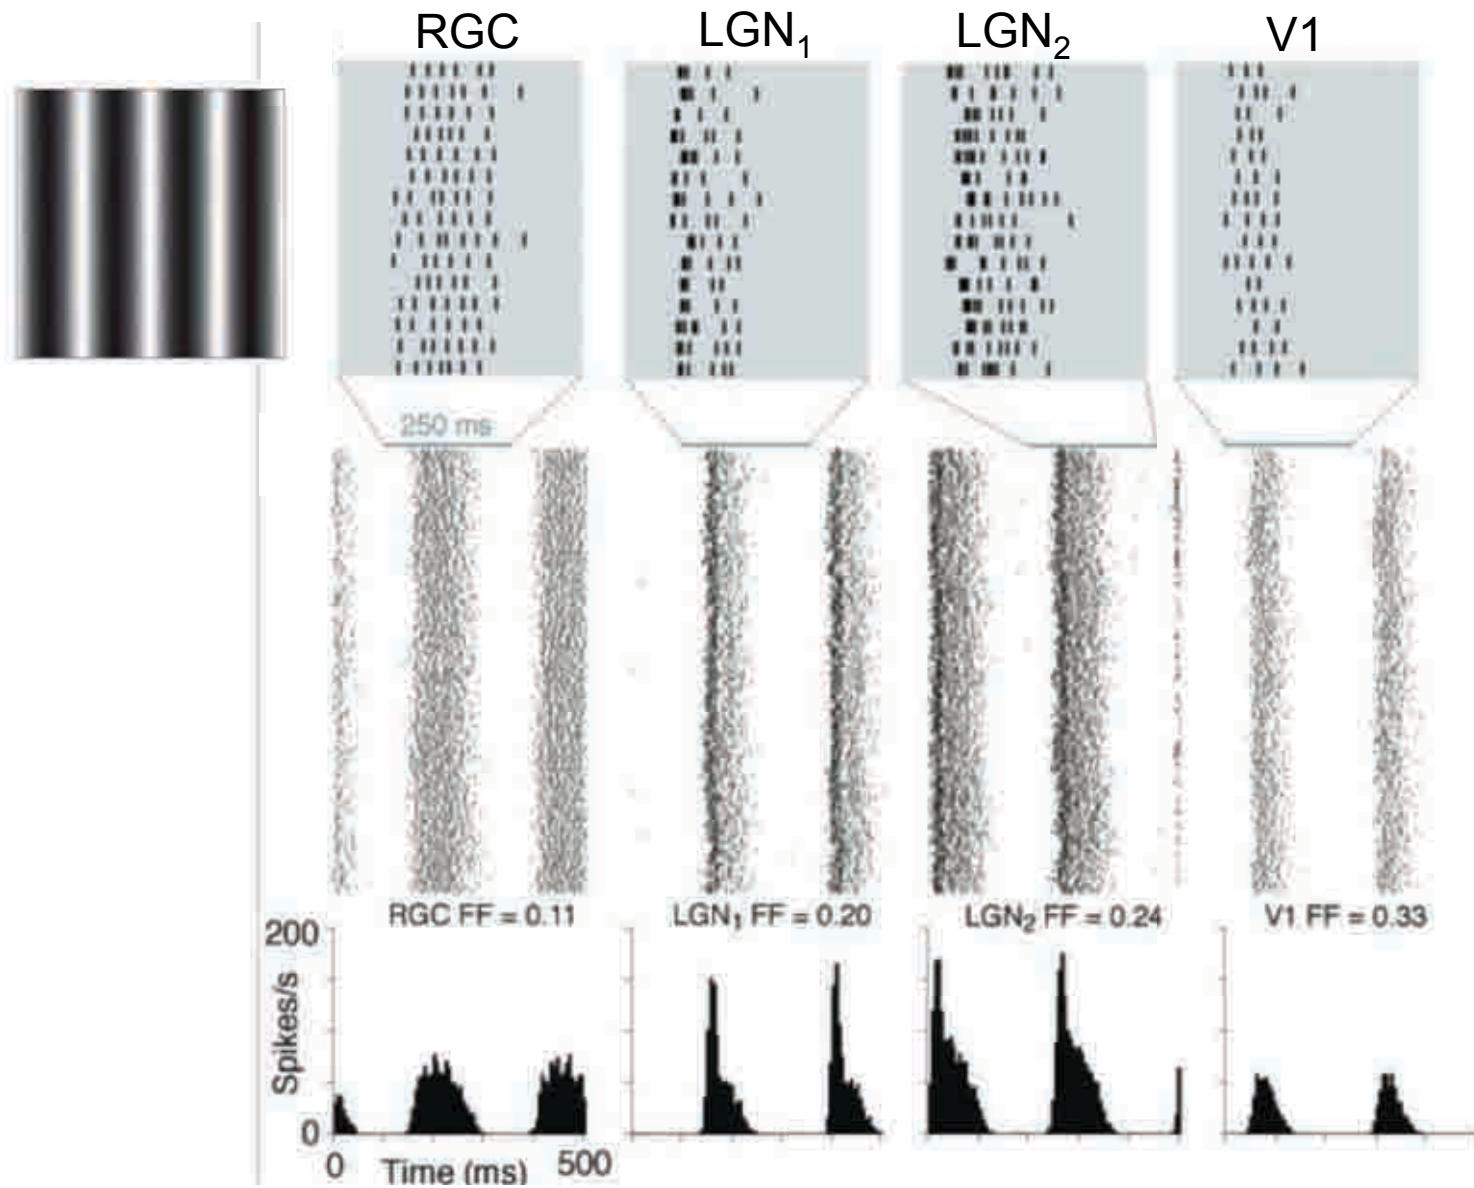 RGC
LGN₁
LGN₂
V1
250 ms
RGC FF = 0.11
LGN₁ FF = 0.20
LGN₂ FF = 0.24
V1 FF = 0.33
200
Spikes/s
0
0
Time (ms)
500